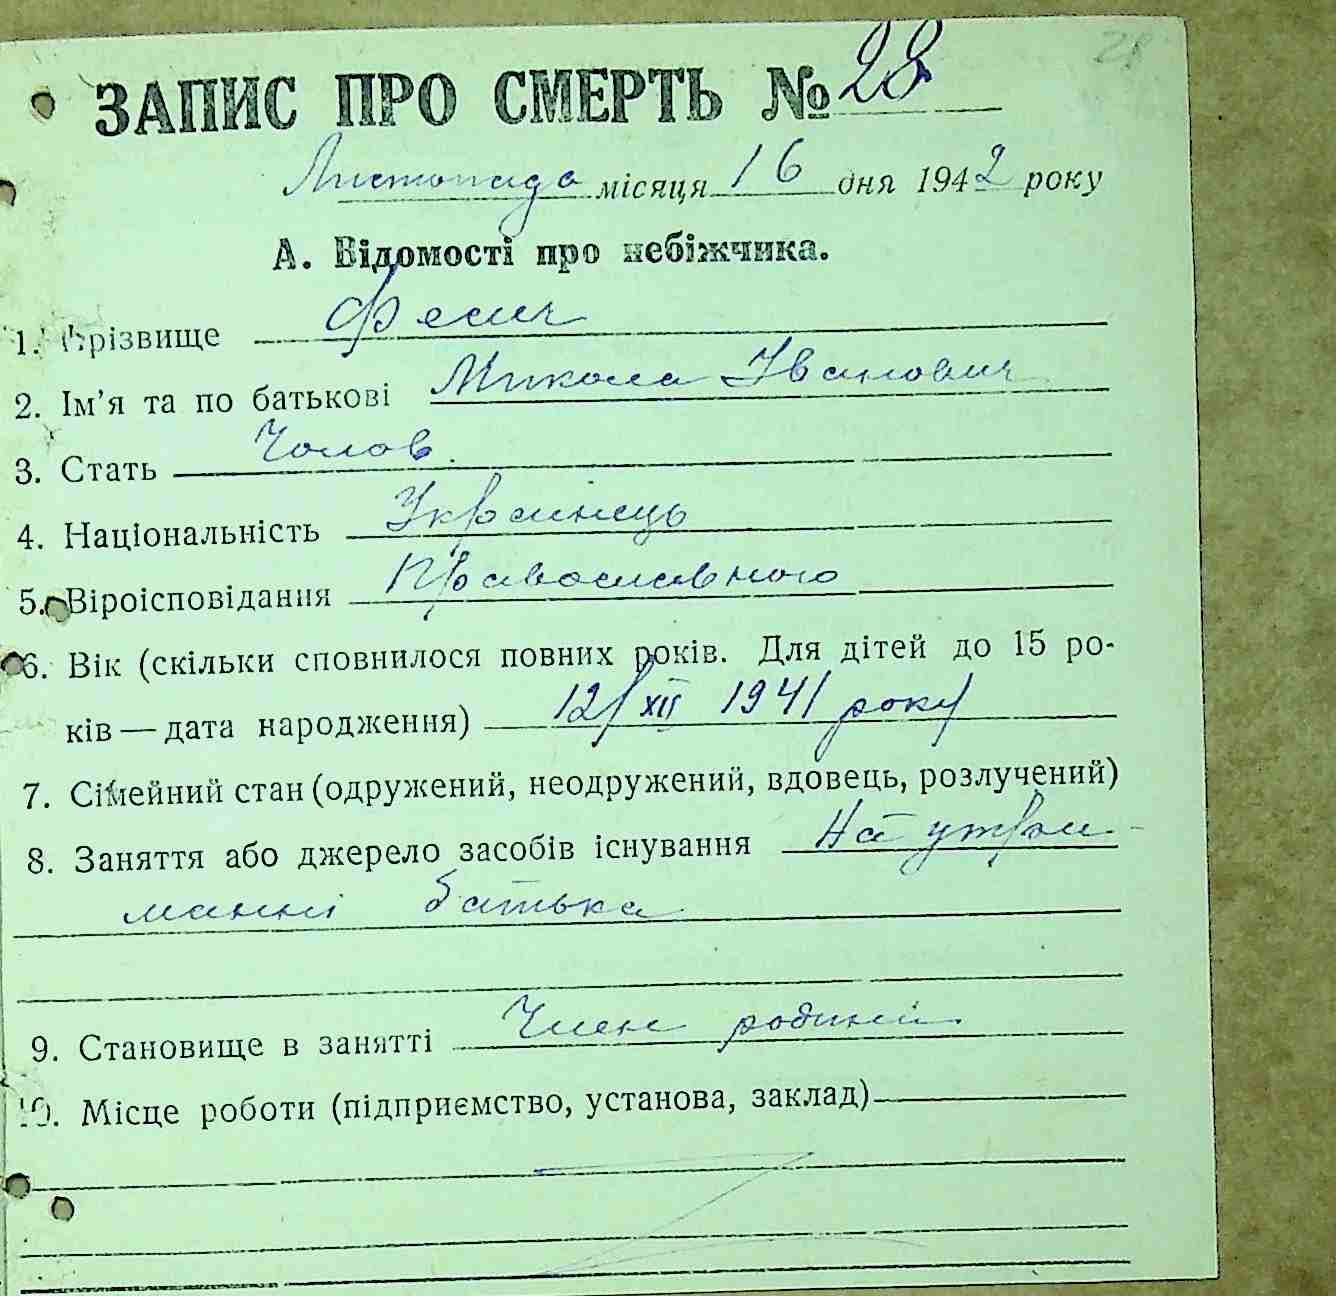 28
ЗАПИС ПРО СМЕРТЬ № 28
Листопада місяця 16 дня 1942 року
А. Відомості про небіжчика.
1. Прізвище
2. Ім'я та по батькові Микола Іванович
3. Стать Чолов.
4. Національність Українець
5. Віроісповідання Православного
6. Вік (скільки сповнилося повних років. Для дітей до 15 ро-
ків — дата народження) 12/XII 1941 року
7. Сімейний стан (одружений, неодружений, вдовець, розлучений)
8. Заняття або джерело засобів існування На утри-
манні батька
9. Становище в занятті Член родини
10. Місце роботи (підприємство, установа, заклад)